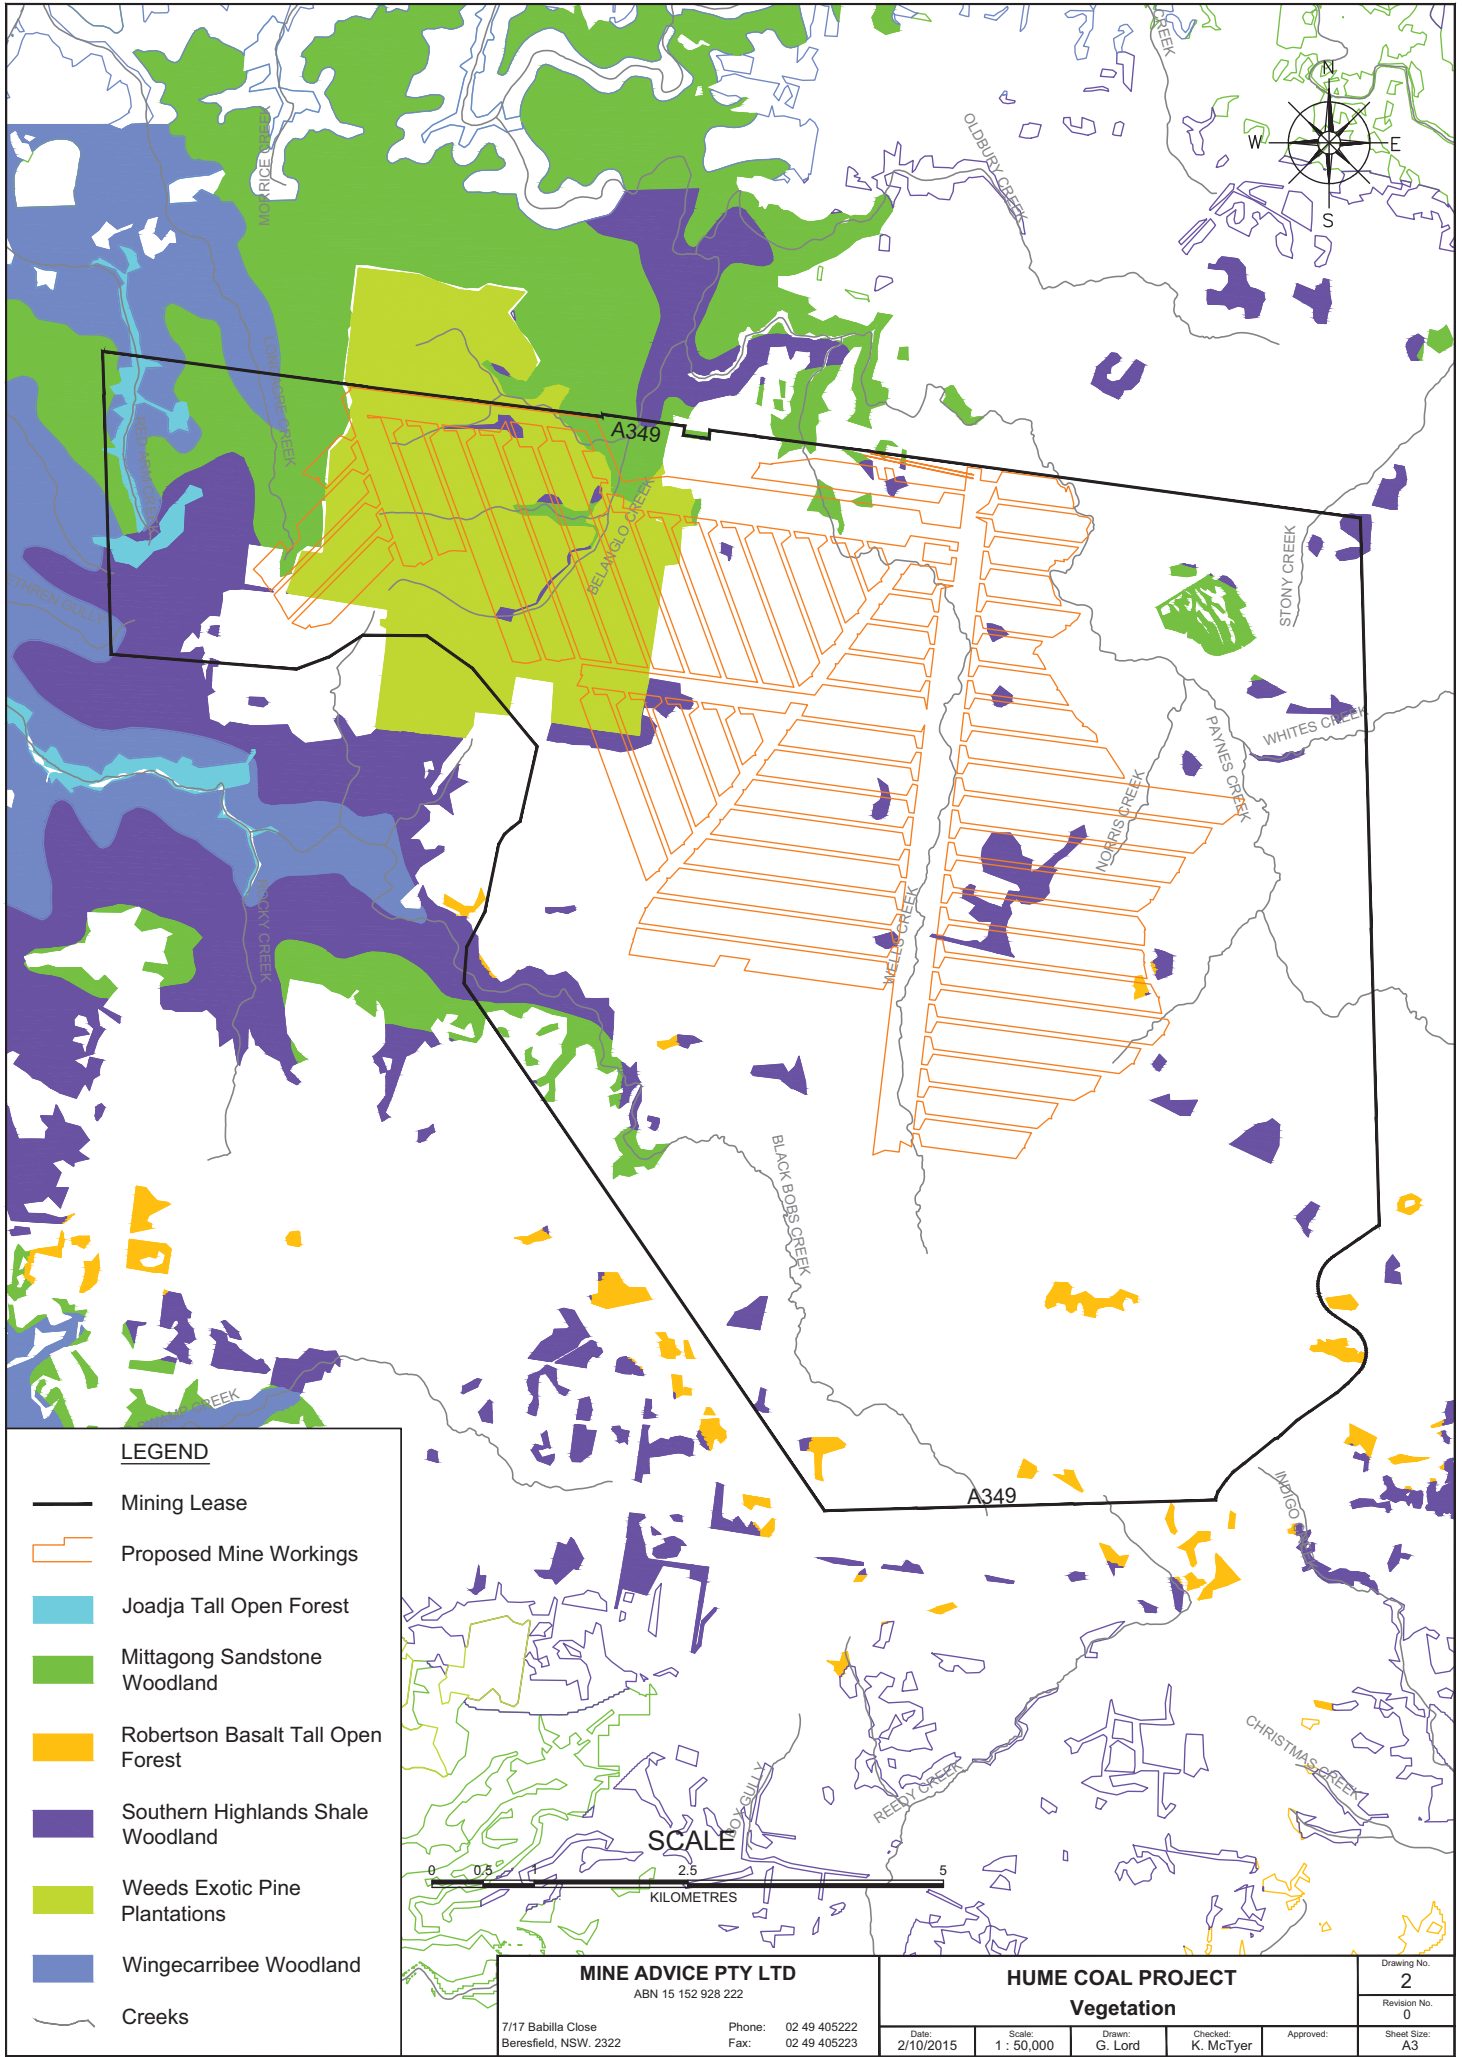 CREEK
N
W
E
S
OLDBURY CREEK
MORRICE CREEK
LONG ACRE CREEK
A349
BELANGLO CREEK
STONY CREEK
WHITES CREEK
PAYNES CREEK
NORRIS CREEK
WELLS CREEK
ROCKY CREEK
BLACK BOBS CREEK
A349
INDIGO CREEK
CHRISTMAS CREEK
REEDY CREEK
GULLY
LEGEND
Mining Lease
Proposed Mine Workings
Joadja Tall Open Forest
Mittagong Sandstone
Woodland
Robertson Basalt Tall Open
Forest
Southern Highlands Shale
Woodland
Weeds Exotic Pine
Plantations
Wingecarribee Woodland
Creeks
SCALE
0 0.5 1 2.5 5
KILOMETRES
MINE ADVICE PTY LTD
ABN 15 152 928 222
7/17 Babilla Close Phone: 02 49 405222
Beresfield, NSW. 2322 Fax: 02 49 405223
HUME COAL PROJECT
Vegetation
Date: 2/10/2015
Scale: 1 : 50,000
Drawn: G. Lord
Checked: K. McTyer
Approved:
Drawing No.
2
Revision No.
0
Sheet Size:
A3